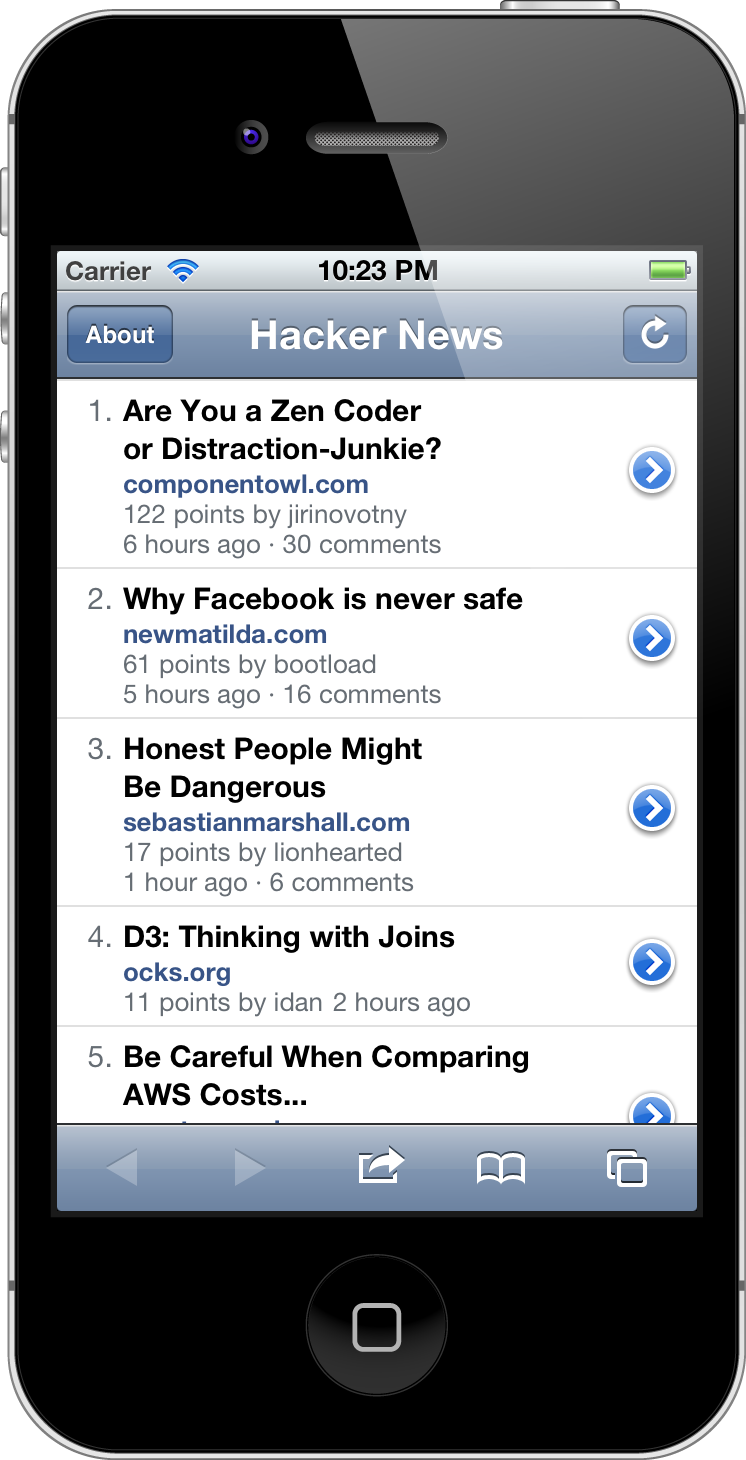 Carrier 10:23 PM
About Hacker News
1. Are You a Zen Coder
or Distraction-Junkie?
componentowl.com
122 points by jirinovotny
6 hours ago · 30 comments
2. Why Facebook is never safe
newmatilda.com
61 points by bootload
5 hours ago · 16 comments
3. Honest People Might
Be Dangerous
sebastianmarshall.com
17 points by lionhearted
1 hour ago · 6 comments
4. D3: Thinking with Joins
ocks.org
11 points by idan 2 hours ago
5. Be Careful When Comparing
AWS Costs...